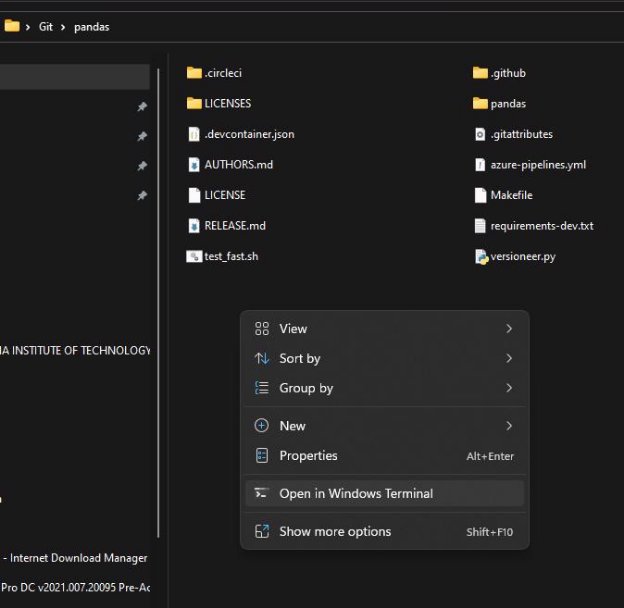 Git > pandas
.circleci
.github
LICENSES
pandas
.devcontainer.json
.gitattributes
AUTHORS.md
azure-pipelines.yml
LICENSE
Makefile
RELEASE.md
requirements-dev.txt
test_fast.sh
versioneer.py
IA INSTITUTE OF TECHNOLOGY
View
Sort by
Group by
New
Properties Alt+Enter
Open in Windows Terminal
Show more options Shift+F10
- Internet Download Manager
Pro DC v2021.007.20095 Pre-Ac